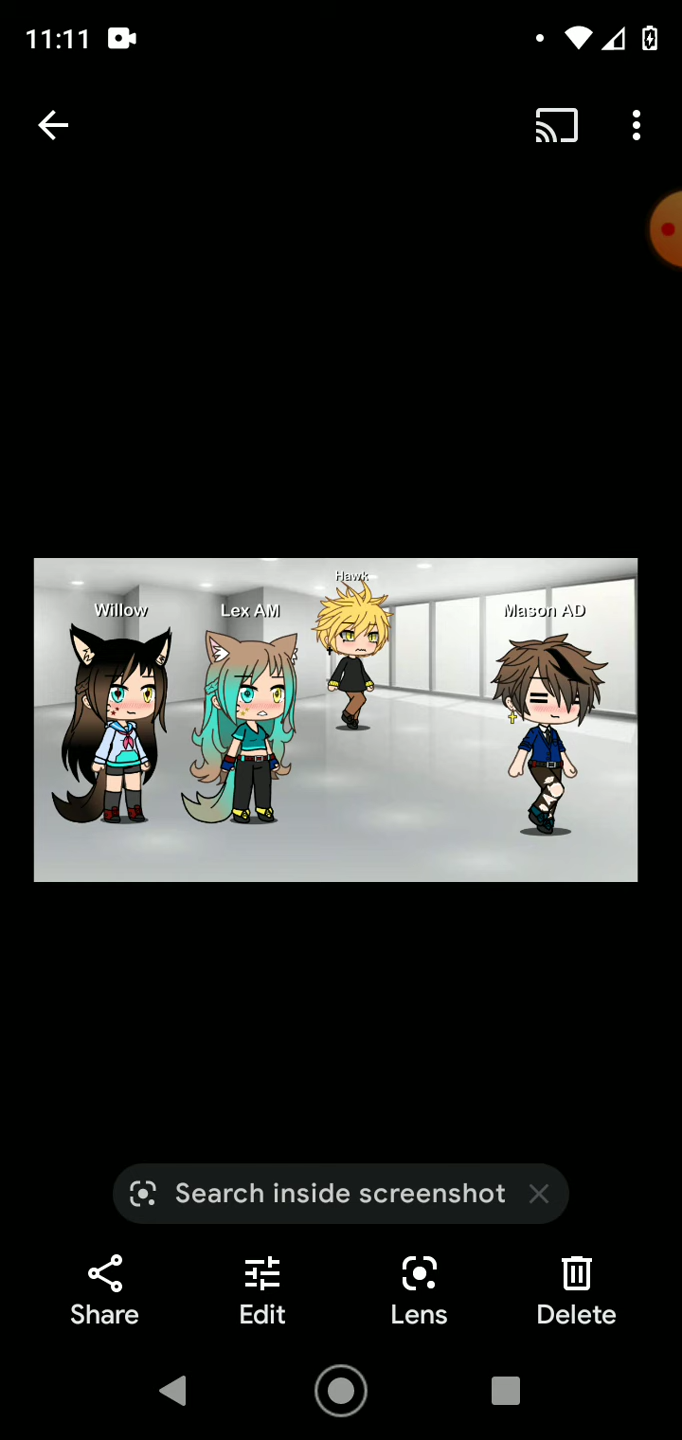 11:11
Hawk
Willow
Lex AM
Mason AD
Search inside screenshot
Share
Edit
Lens
Delete